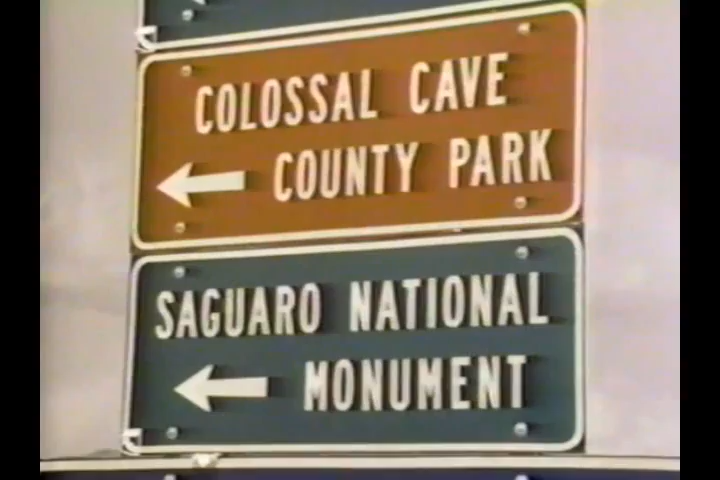 COLOSSAL CAVE
COUNTY PARK
SAGUARO NATIONAL
MONUMENT